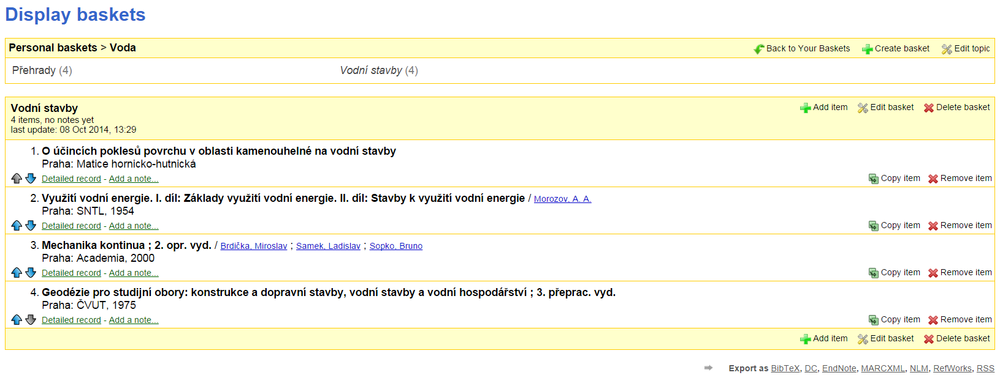 Display baskets
Personal baskets > Voda Back to Your Baskets Create basket Edit topic
Přehrady (4) Vodní stavby (4)
Vodní stavby Add item Edit basket Delete basket
4 items, no notes yet
last update: 08 Oct 2014, 13:29
1. O účincích poklesů povrchu v oblasti kamenouhelné na vodní stavby
Praha: Matice hornicko-hutnická
Detailed record - Add a note... Copy item Remove item
2. Využití vodní energie. I. díl: Základy využití vodní energie. II. díl: Stavby k využití vodní energie / Morozov, A. A.
Praha: SNTL, 1954
Detailed record - Add a note... Copy item Remove item
3. Mechanika kontinua ; 2. opr. vyd. / Brdička, Miroslav ; Samek, Ladislav ; Sopko, Bruno
Praha: Academia, 2000
Detailed record - Add a note... Copy item Remove item
4. Geodézie pro studijní obory: konstrukce a dopravní stavby, vodní stavby a vodní hospodářství ; 3. přeprac. vyd.
Praha: ČVUT, 1975
Detailed record - Add a note... Copy item Remove item
Add item Edit basket Delete basket
Export as BibTeX, DC, EndNote, MARCXML, NLM, RefWorks, RSS